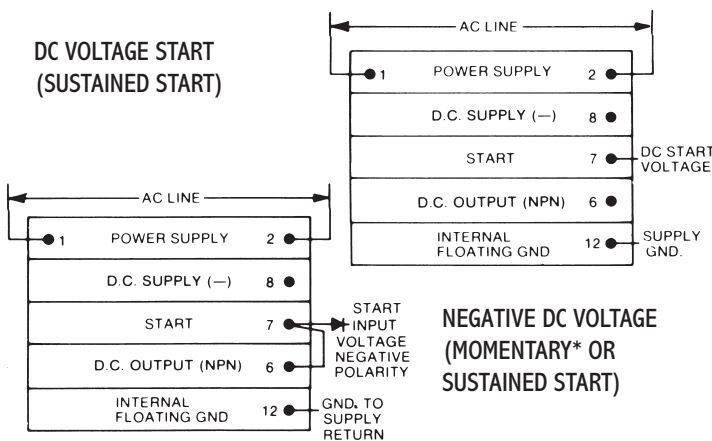 DC VOLTAGE START
(SUSTAINED START)
AC LINE
1 POWER SUPPLY 2
D.C. SUPPLY (—) 8
START 7
DC START
VOLTAGE
D.C. OUTPUT (NPN) 6
INTERNAL
FLOATING GND 12
SUPPLY
GND.
AC LINE
1 POWER SUPPLY 2
D.C. SUPPLY (—) 8
START 7
START
INPUT
VOLTAGE
NEGATIVE
POLARITY
D.C. OUTPUT (NPN) 6
INTERNAL
FLOATING GND 12
GND. TO
SUPPLY
RETURN
NEGATIVE DC VOLTAGE
(MOMENTARY* OR
SUSTAINED START)